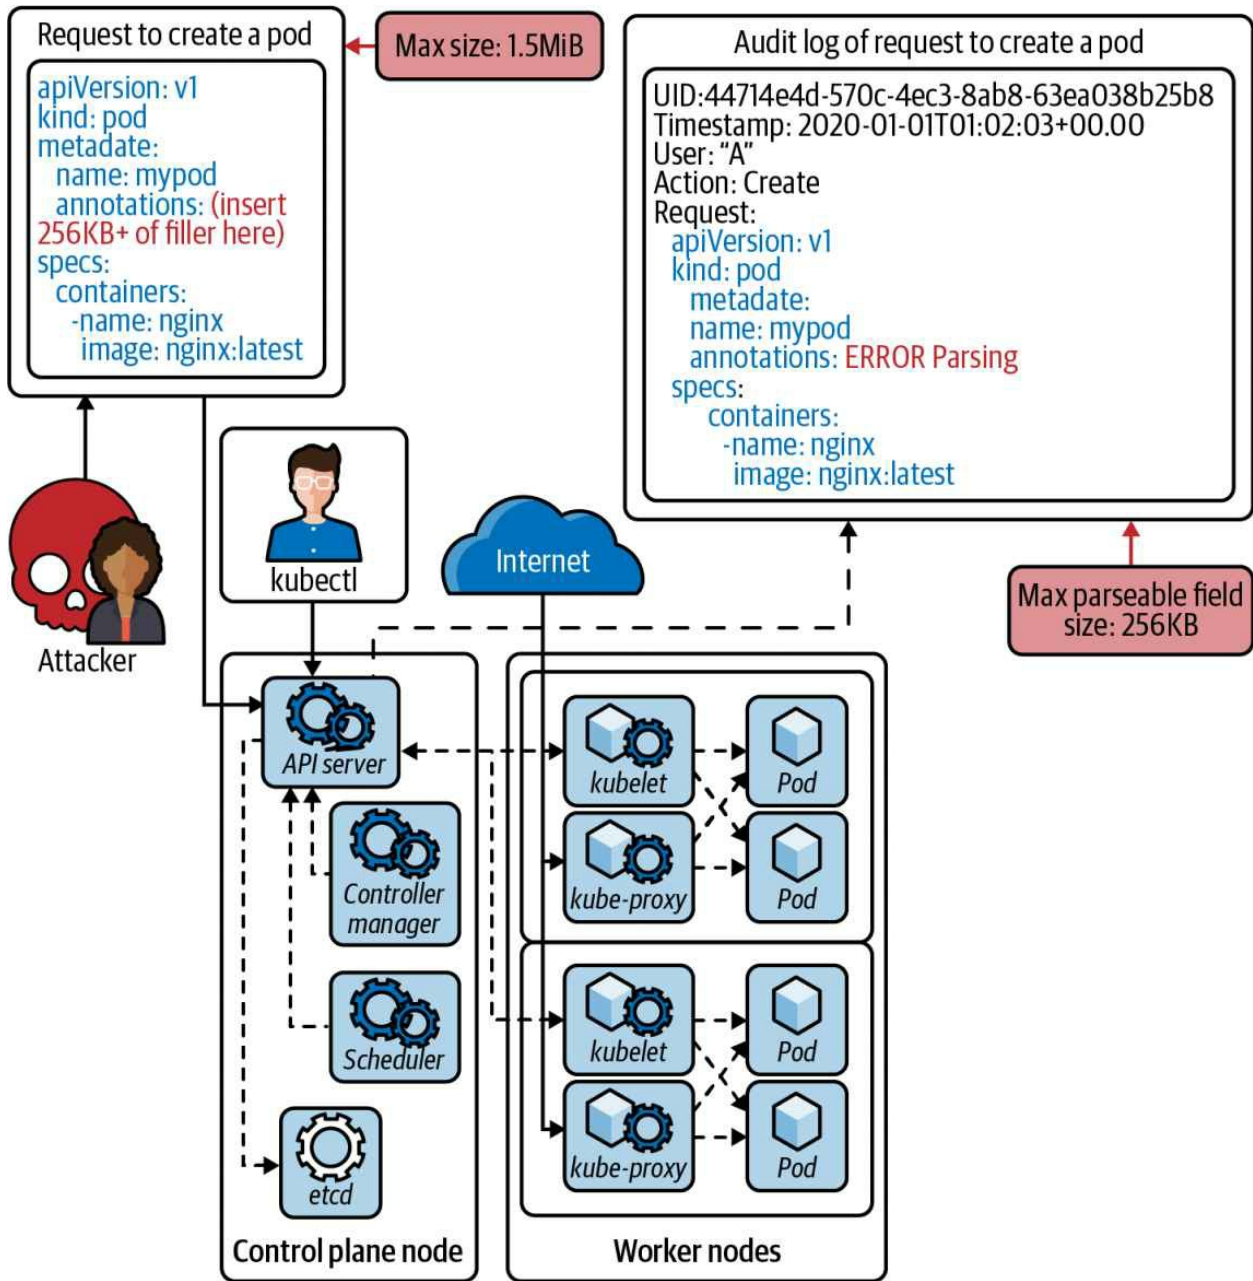 Request to create a pod
apiVersion: v1
kind: pod
metadate:
name: mypod
annotations: (insert
256KB+ of filler here)
specs:
containers:
-name: nginx
image: nginx:latest
Max size: 1.5MiB
Audit log of request to create a pod
UID:44714e4d-570c-4ec3-8ab8-63ea038b25b8
Timestamp: 2020-01-01T01:02:03+00.00
User: “A”
Action: Create
Request:
apiVersion: v1
kind: pod
metadate:
name: mypod
annotations: ERROR Parsing
specs:
containers:
-name: nginx
image: nginx:latest
Max parseable field
size: 256KB
Attacker
kubectl
Internet
API server
Controller
manager
Scheduler
etcd
Control plane node
kubelet
Pod
kube-proxy
Pod
kubelet
Pod
kube-proxy
Pod
Worker nodes